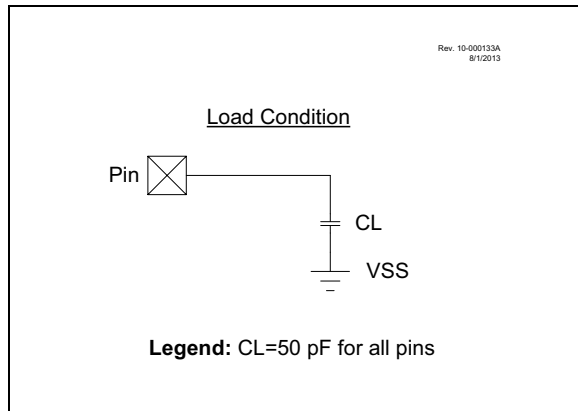 Rev. 10-000133A
8/1/2013
Load Condition
Pin
CL
VSS
Legend: CL=50 pF for all pins